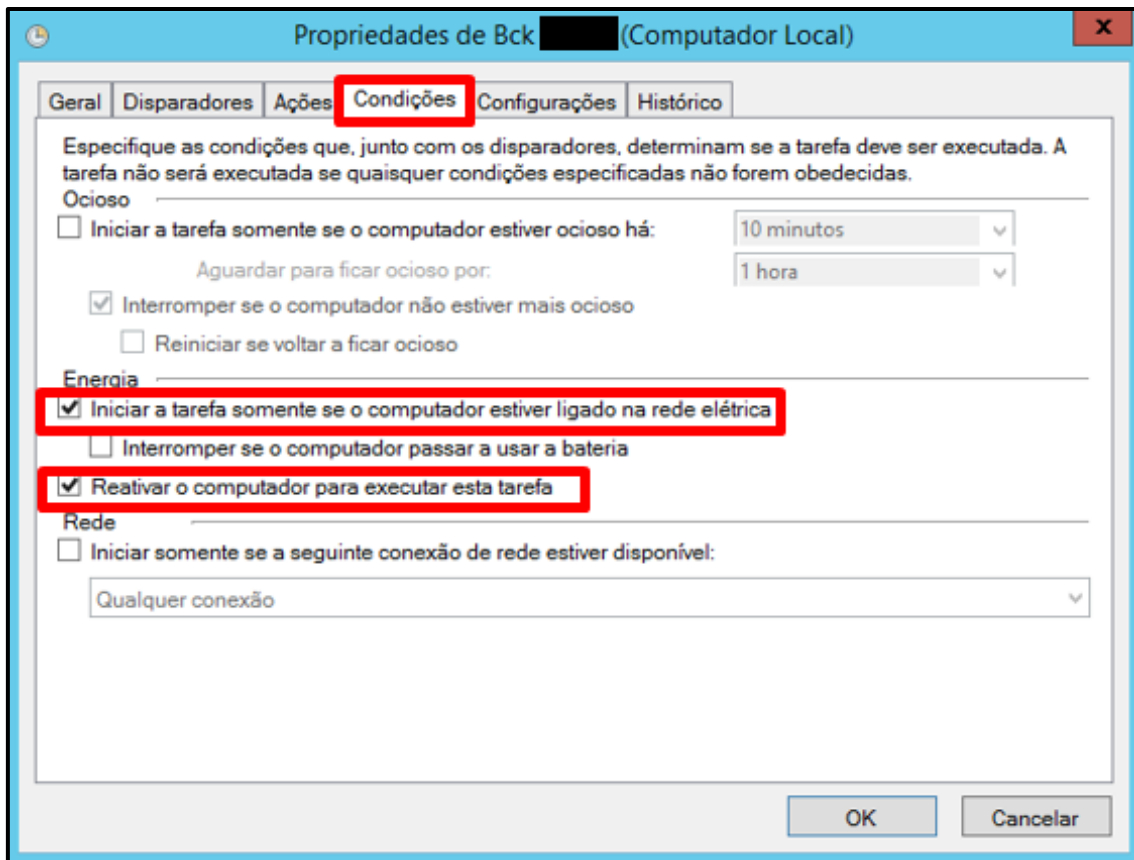 Propriedades de Bck (Computador Local)
x
Geral Disparadores Ações Condições Configurações Histórico
Especifique as condições que, junto com os disparadores, determinam se a tarefa deve ser executada. A
tarefa não será executada se quaisquer condições especificadas não forem obedecidas.
Ocioso
Iniciar a tarefa somente se o computador estiver ocioso há: 10 minutos
Aguardar para ficar ocioso por: 1 hora
Interromper se o computador não estiver mais ocioso
Reiniciar se voltar a ficar ocioso
Energia
Iniciar a tarefa somente se o computador estiver ligado na rede elétrica
Interromper se o computador passar a usar a bateria
Reativar o computador para executar esta tarefa
Rede
Iniciar somente se a seguinte conexão de rede estiver disponível:
Qualquer conexão
OK Cancelar